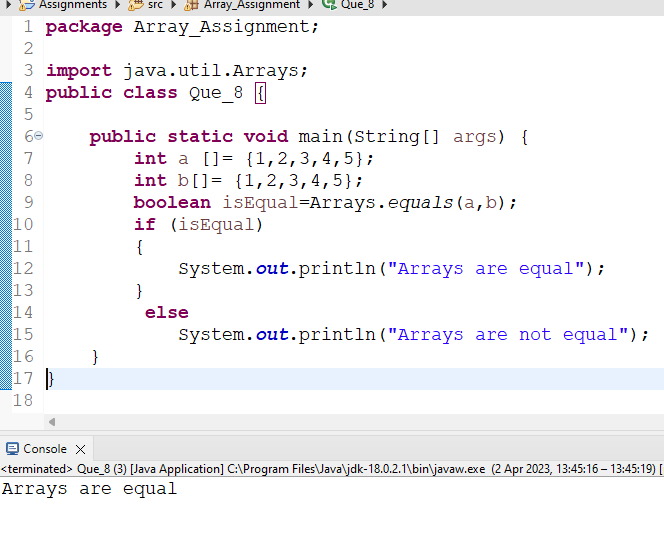 Assignments src Array_Assignment Que_8
1 package Array_Assignment;
2
3 import java.util.Arrays;
4 public class Que_8 {
5
6 public static void main(String[] args) {
7 int a []= {1,2,3,4,5};
8 int b[]= {1,2,3,4,5};
9 boolean isEqual=Arrays.equals(a,b);
10 if (isEqual)
11 {
12 System.out.println("Arrays are equal");
13 }
14 else
15 System.out.println("Arrays are not equal");
16 }
17 }
18
Console
<terminated> Que_8 (3) [Java Application] C:\Program Files\Java\jdk-18.0.2.1\bin\javaw.exe (2 Apr 2023, 13:45:16 – 13:45:19) [
Arrays are equal